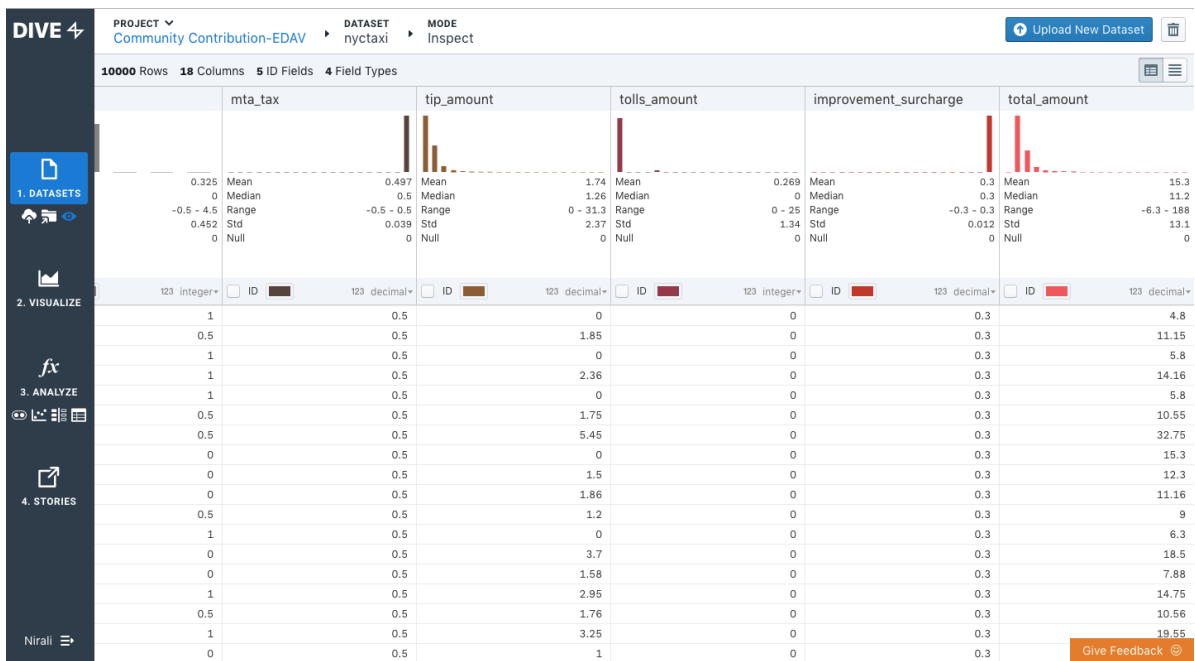 DIVE
PROJECT DATASET MODE
Community Contribution-EDAV nyctaxi Inspect
Upload New Dataset
10000 Rows 18 Columns 5 ID Fields 4 Field Types
mta_tax tip_amount tolls_amount improvement_surcharge total_amount
0.325 Mean 0.497 Mean 1.74 Mean 0.269 Mean 0.3 Mean 15.3
0 Median 0.5 Median 1.26 Median 0 Median 0.3 Median 11.2
-0.5 - 4.5 Range -0.5 - 0.5 Range 0 - 31.3 Range 0 - 25 Range -0.3 - 0.3 Range -6.3 - 188
0.452 Std 0.039 Std 2.37 Std 1.34 Std 0.012 Std 13.1
0 Null 0 Null 0 Null 0 Null 0 Null 0
123 integer ID 123 decimal ID 123 decimal ID 123 integer ID 123 decimal ID 123 decimal
1 0.5 0 0 0.3 4.8
0.5 0.5 1.85 0 0.3 11.15
1 0.5 0 0 0.3 5.8
1 0.5 2.36 0 0.3 14.16
1 0.5 0 0 0.3 5.8
0.5 0.5 1.75 0 0.3 10.55
0.5 0.5 5.45 0 0.3 32.75
0 0.5 0 0 0.3 15.3
0 0.5 1.5 0 0.3 12.3
0 0.5 1.86 0 0.3 11.16
0.5 0.5 1.2 0 0.3 9
1 0.5 0 0 0.3 6.3
0 0.5 3.7 0 0.3 18.5
0 0.5 1.58 0 0.3 7.88
1 0.5 2.95 0 0.3 14.75
0.5 0.5 1.76 0 0.3 10.56
1 0.5 3.25 0 0.3 19.55
0 0.5 1 0 0.3
1. DATASETS
2. VISUALIZE
fx
3. ANALYZE
4. STORIES
Nirali
Give Feedback